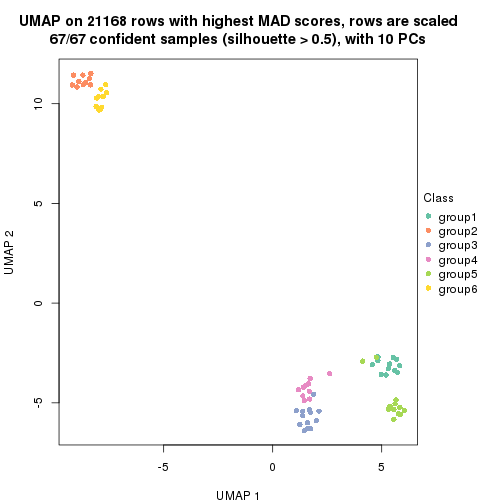 UMAP on 21168 rows with highest MAD scores, rows are scaled
67/67 confident samples (silhouette > 0.5), with 10 PCs
10
5
0
-5
UMAP 2
-5
0
5
UMAP 1
Class
group1
group2
group3
group4
group5
group6